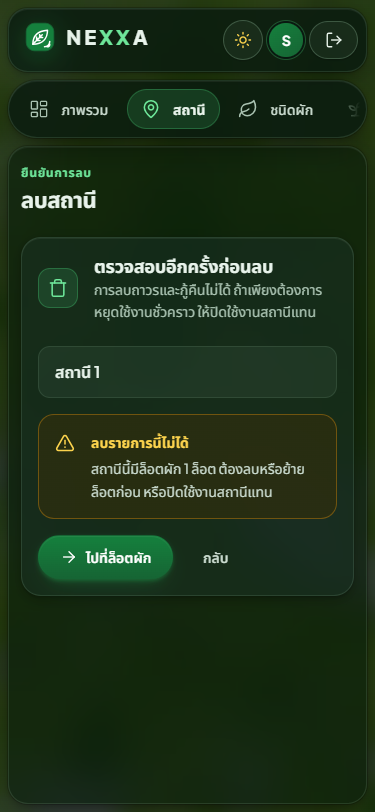 NEXXA
S
ภาพรวม
สถานี
ชนิดผัก
ยืนยันการลบ
ลบสถานี
ตรวจสอบอีกครั้งก่อนลบ
การลบถาวรและกู้คืนไม่ได้ ถ้าเพียงต้องการ
หยุดใช้งานชั่วคราว ให้ปิดใช้งานสถานีแทน
สถานี 1
ลบรายการนี้ไม่ได้
สถานีนี้มีล็อตผัก 1 ล็อต ต้องลบหรือย้าย
ล็อตก่อน หรือปิดใช้งานสถานีแทน
ไปที่ล็อตผัก
กลับ